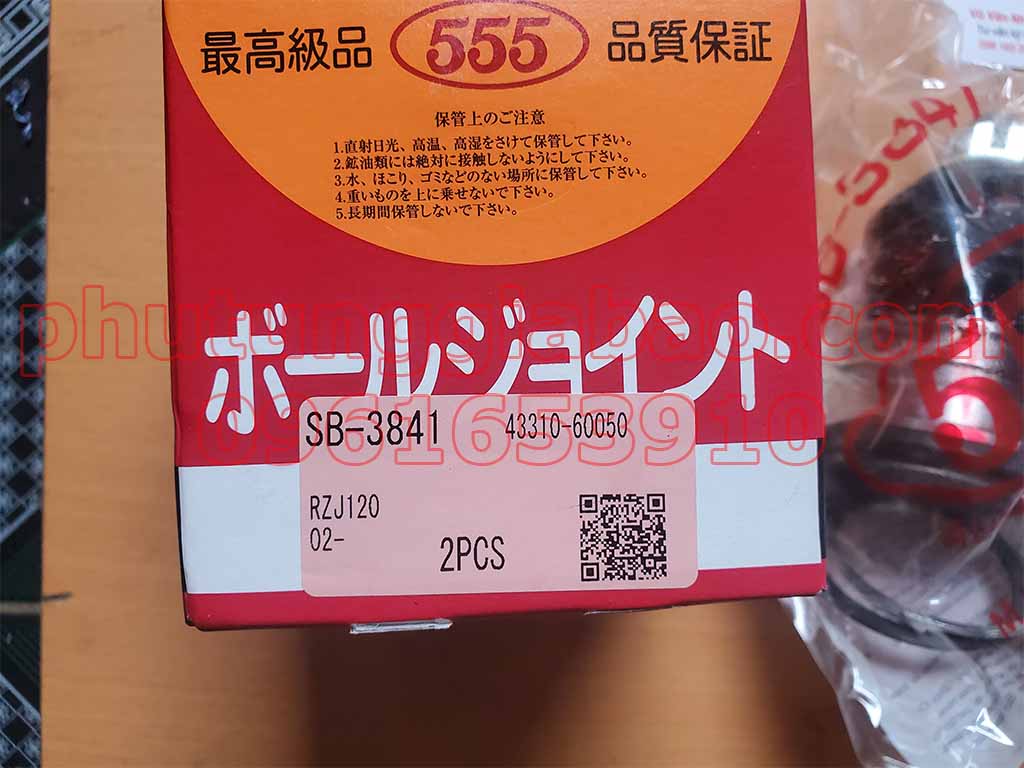 最高級品 555 品質保証
保管上のご注意
1.直射日光、高温、高湿をさけて保管して下さい。
2.鉱油類には絶対に接触しないようにして下さい。
3.水、ほこり、ゴミなどのない場所に保管して下さい。
4.重いものを上に乗せないで下さい。
5.長期間保管しないで下さい。
phutunggiabao.com
ボールジョイント
0961653910
SB-3841 43310-60050
RZJ120
02-
2PCS